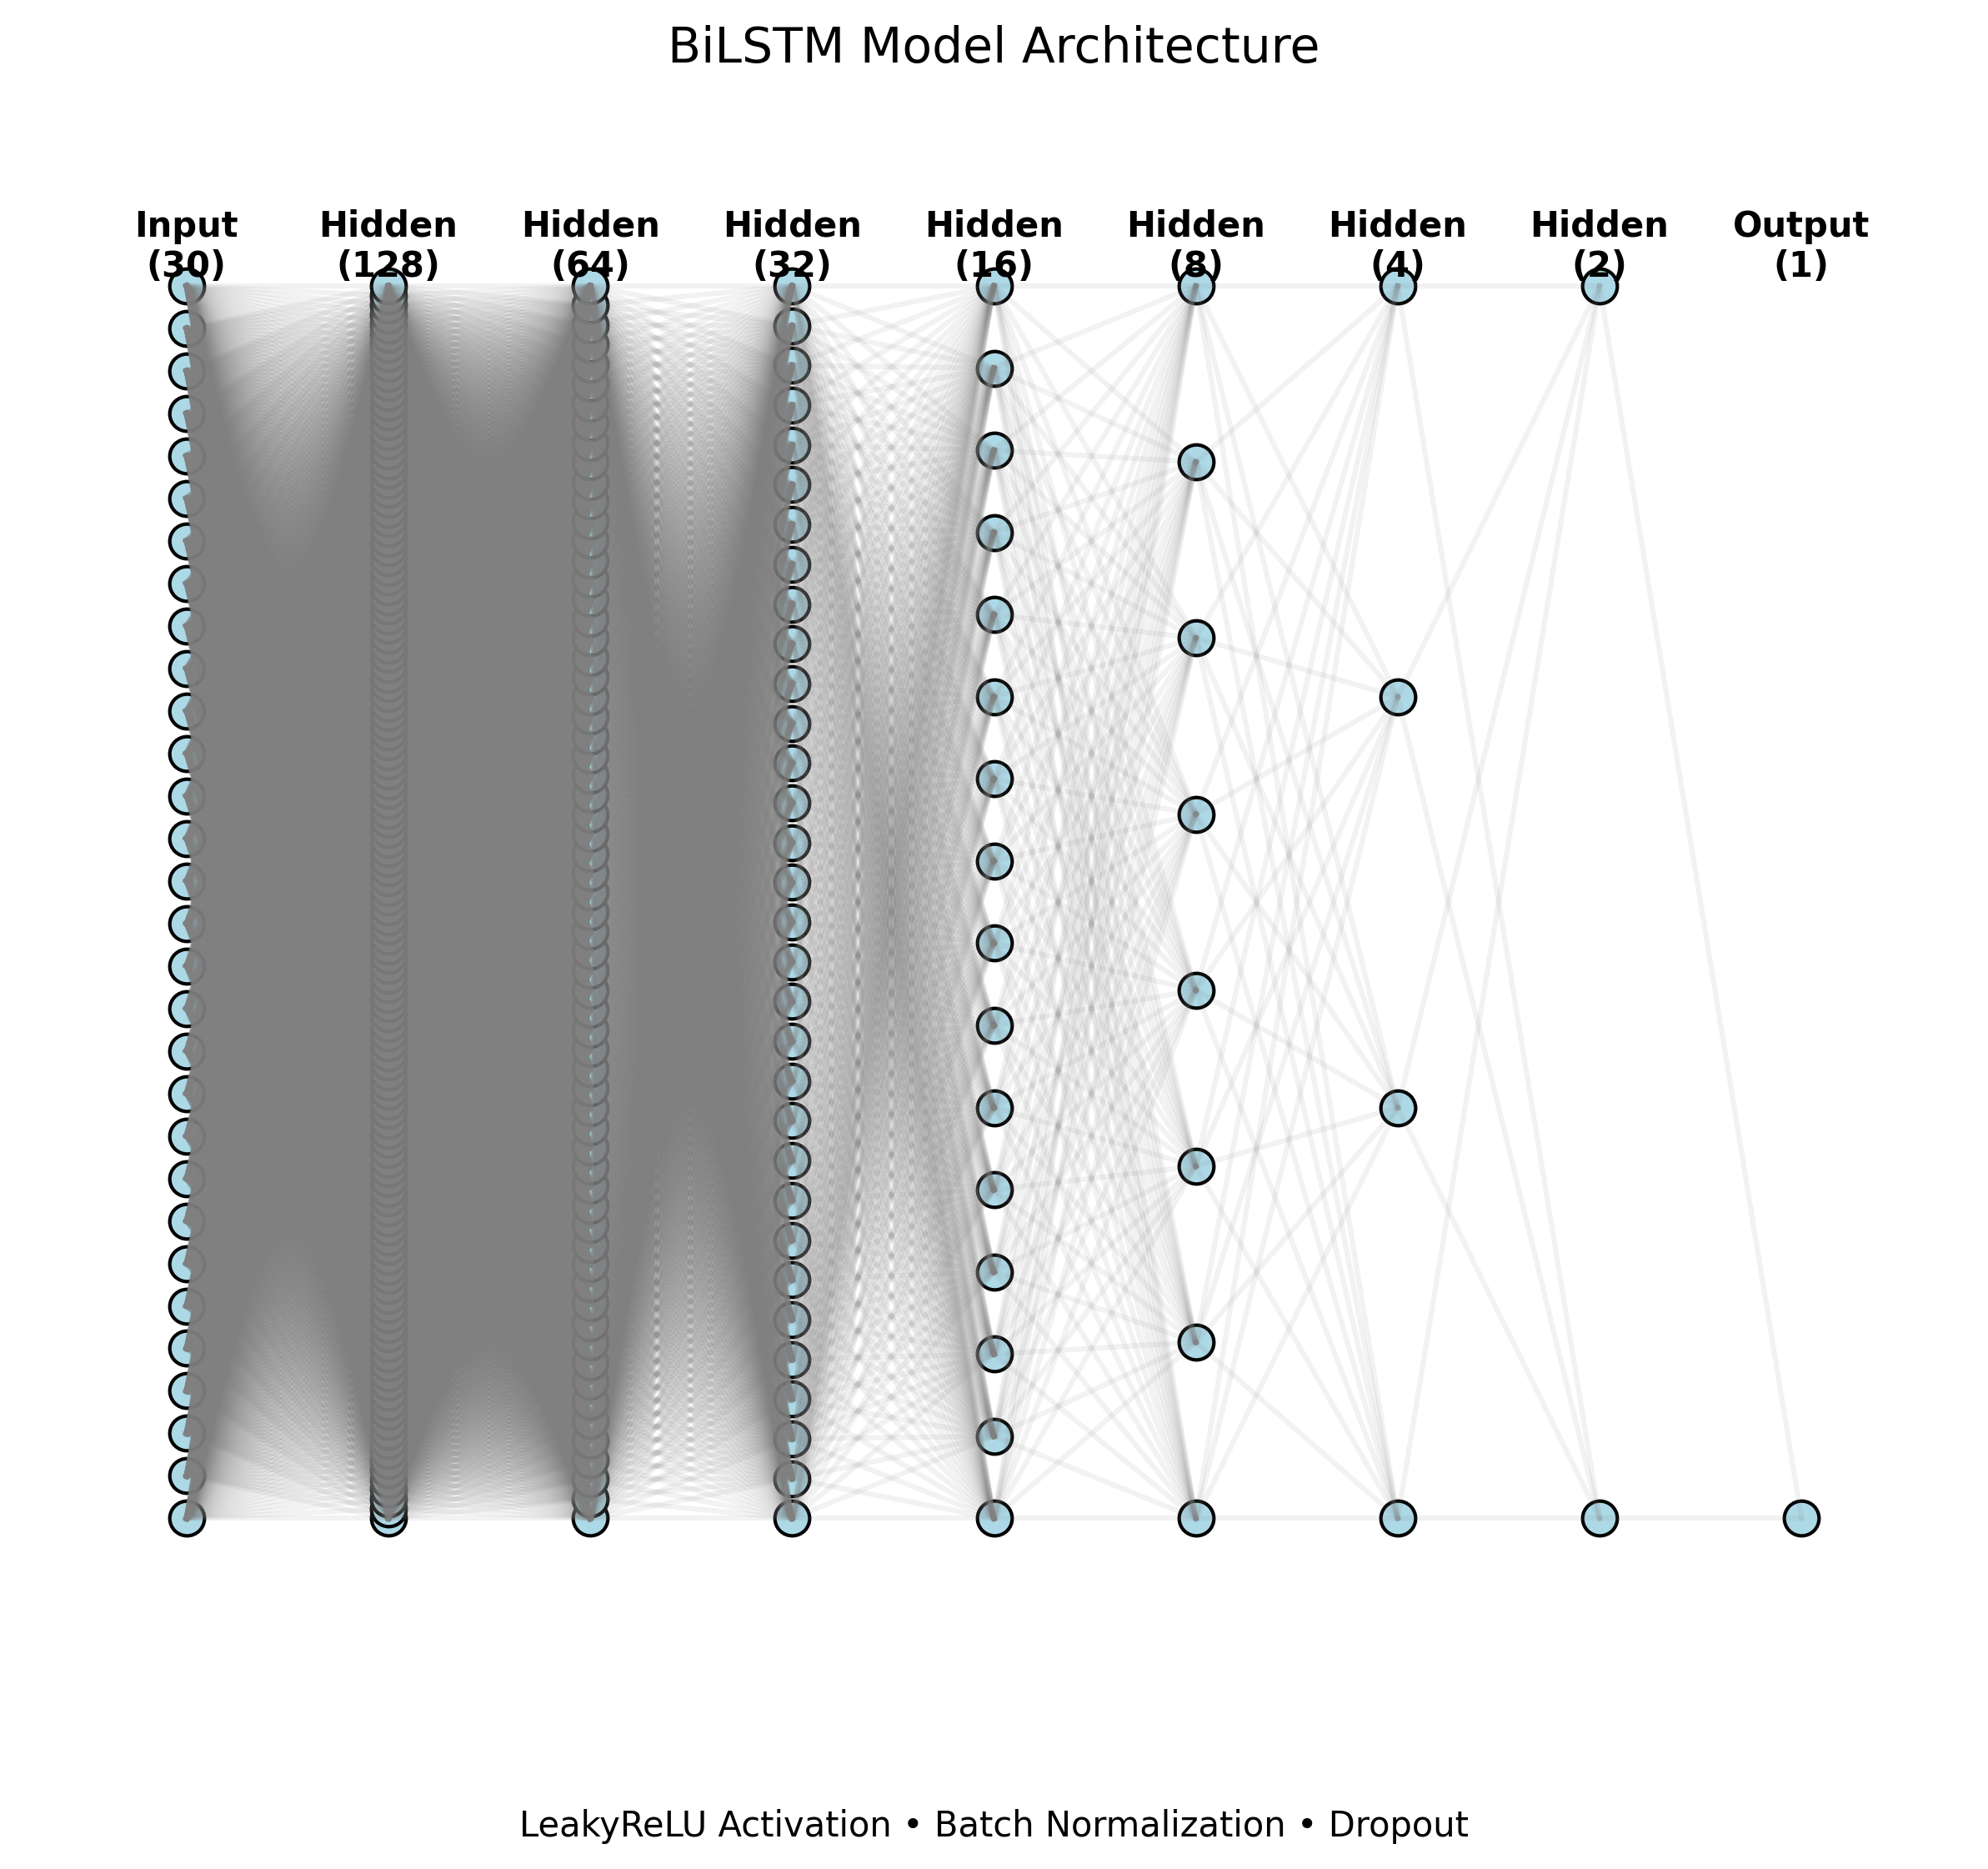 BiLSTM Model Architecture
Input Hidden Hidden Hidden Hidden Hidden Hidden Hidden Output
(30) (128) (64) (32) (16) (8) (4) (2) (1)
LeakyReLU Activation • Batch Normalization • Dropout